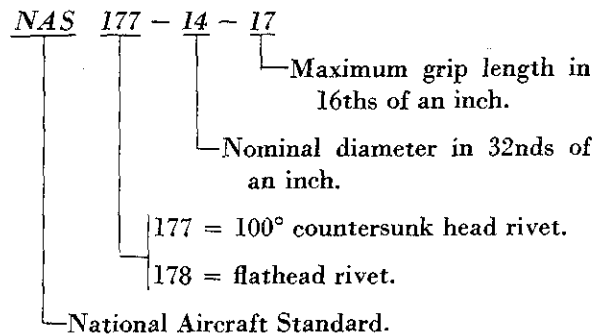 NAS 177 - 14 - 17
Maximum grip length in
16ths of an inch.
Nominal diameter in 32nds of
an inch.
177 = 100° countersunk head rivet.
178 = flathead rivet.
National Aircraft Standard.